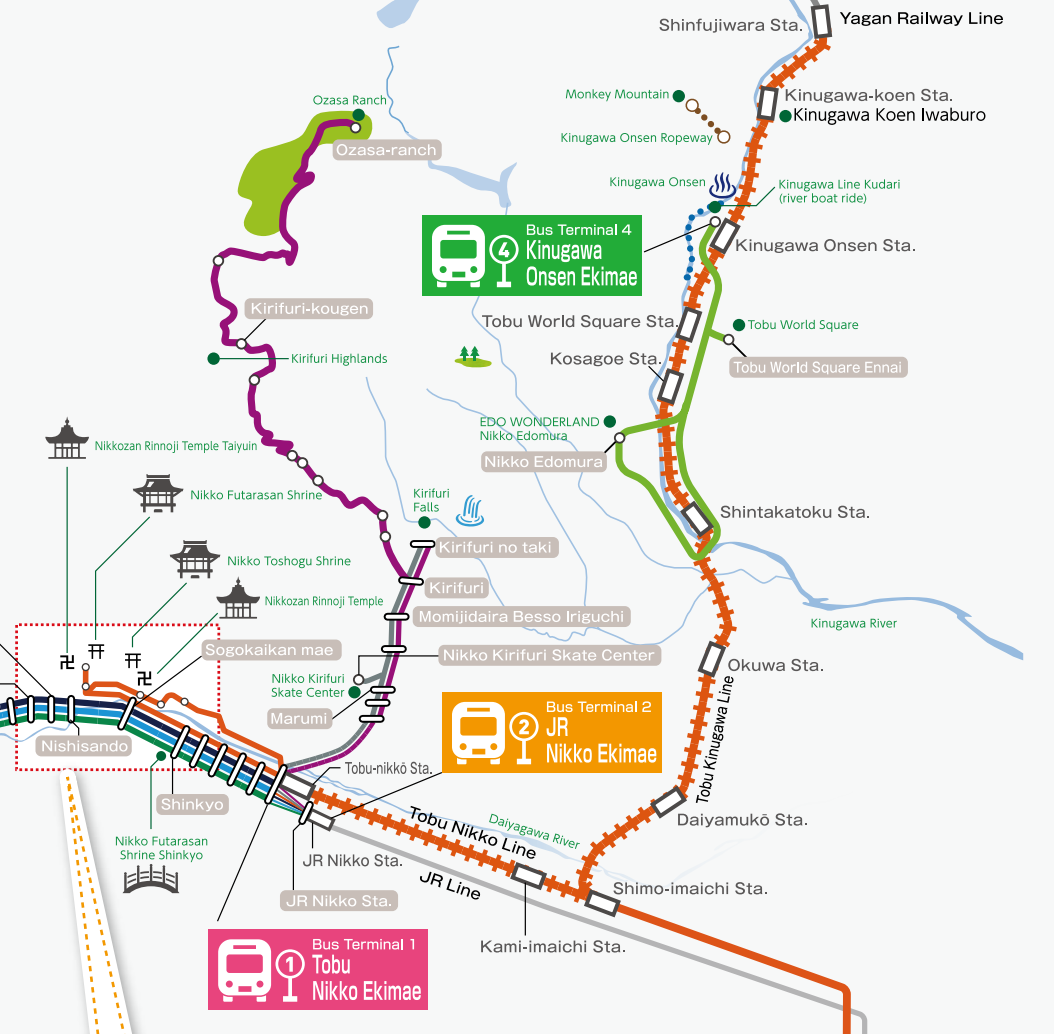 Shinfujiwara Sta.
Yagan Railway Line
Ozasa Ranch
Ozasa-ranch
Monkey Mountain
Kinugawa Onsen Ropeway
Kinugawa-koen Sta.
Kinugawa Koen Iwaburo
Kinugawa Onsen
Kinugawa Line Kudari
(river boat ride)
4
Bus Terminal 4
Kinugawa
Onsen Ekimae
Kinugawa Onsen Sta.
Kirifuri-kougen
Kirifuri Highlands
Tobu World Square Sta.
Tobu World Square
Kosagoe Sta.
Tobu World Square Ennai
EDO WONDERLAND
Nikko Edomura
Nikko Edomura
Nikkozan Rinnoji Temple Taiyuin
Nikko Futarasan Shrine
Nikko Toshogu Shrine
Nikkozan Rinnoji Temple
Kirifuri
Falls
Shintakatoku Sta.
Kirifuri no taki
Kirifuri
Momijidaira Besso Iriguchi
Kinugawa River
Sogokaikan mae
Nikko Kirifuri Skate Center
Nikko Kirifuri
Skate Center
Okuwa Sta.
卍
卍
Marumi
Nishisando
2
Bus Terminal 2
JR
Nikko Ekimae
Tobu Kinugawa Line
Tobu-nikkō Sta.
Shinkyo
Daiyamukō Sta.
Nikko Futarasan
Shrine Shinkyo
Tobu Nikko Line
Daiyagawa River
JR Nikko Sta.
JR Line
JR Nikko Sta.
Shimo-imaichi Sta.
Kami-imaichi Sta.
1
Bus Terminal 1
Tobu
Nikko Ekimae